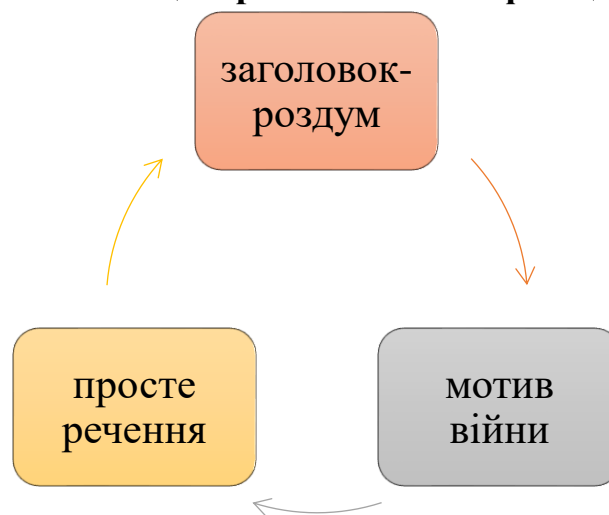 заголовок-
роздум
просте
речення
мотив
війни